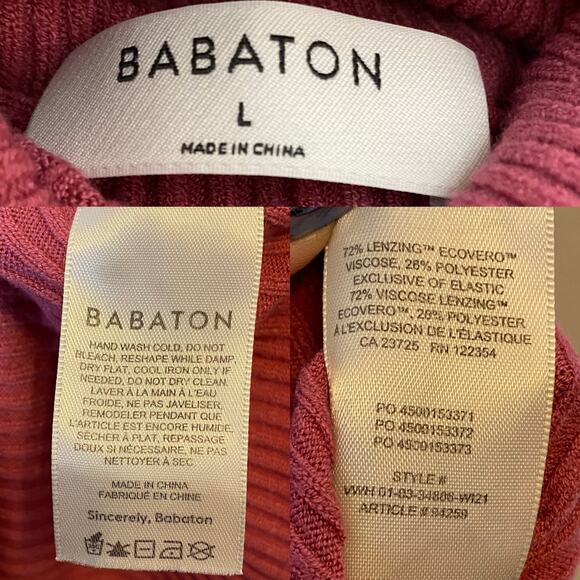 BABATON
L
MADE IN CHINA
BABATON
HAND WASH COLD, DO NOT
BLEACH, RESHAPE WHILE DAMP,
DRY FLAT, COOL IRON ONLY IF
NEEDED, DO NOT DRY CLEAN.
LAVER À LA MAIN À L'EAU
FROIDE, NE PAS JAVELISER,
REMODELER PENDANT QUE
L'ARTICLE EST ENCORE HUMIDE.
SÉCHER À PLAT, REPASSAGE
DOUX SI NÉCESSAIRE, NE PAS
NETTOYER À SEC
MADE IN CHINA
FABRIQUÉ EN CHINE
Sincerely, Babaton
72% LENZING™ ECOVERO™
VISCOSE, 28% POLYESTER
EXCLUSIVE OF ELASTIC
72% VISCOSE LENZING™
ECOVERO™, 28% POLYESTER
À L'EXCLUSION DE L'ÉLASTIQUE
CA 23725 RN 122354
PO 4500153371
PO 4500153372
PO 4500153373
STYLE #
VWH 01-03-34886-WI21
ARTICLE # 94259